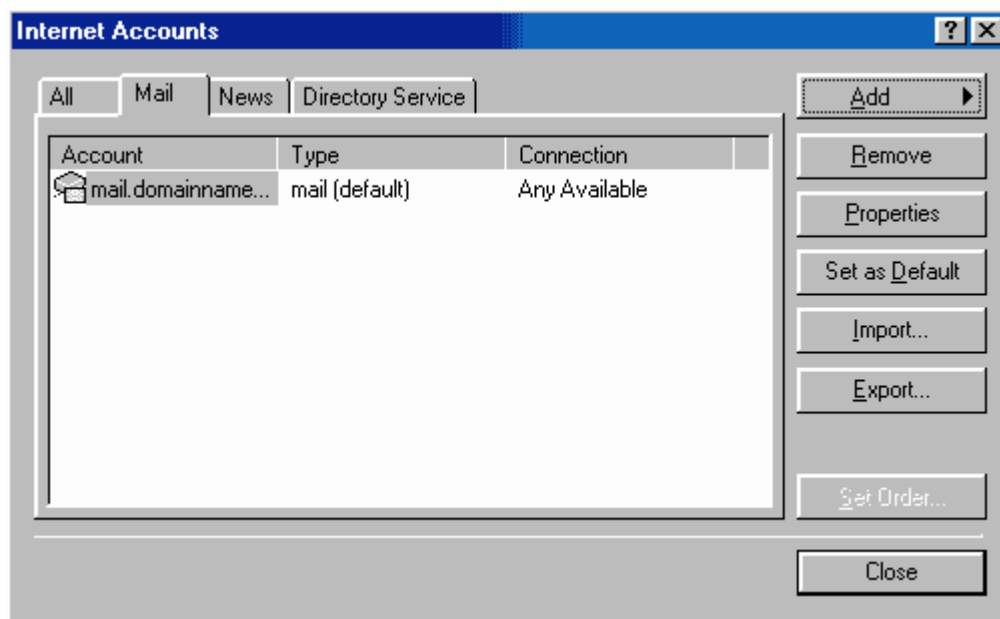 Internet Accounts
All Mail News Directory Service
Add
Account Type Connection
Remove
mail.domainname... mail (default) Any Available
Properties
Set as Default
Import...
Export...
Set Order...
Close